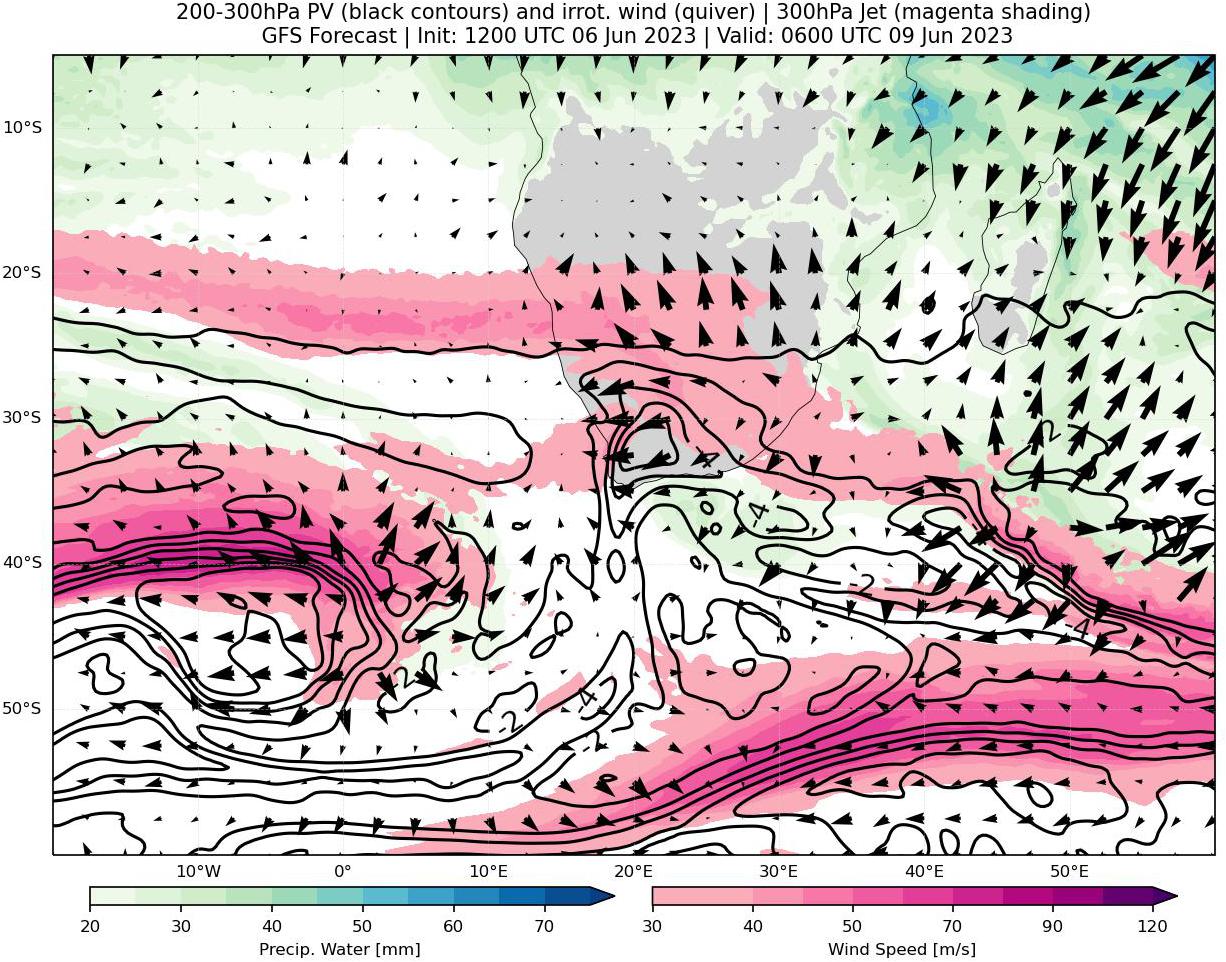 200-300hPa PV (black contours) and irrot. wind (quiver) | 300hPa Jet (magenta shading)
GFS Forecast | Init: 1200 UTC 06 Jun 2023 | Valid: 0600 UTC 09 Jun 2023
10°S
20°S
30°S
40°S
50°S
-2
-4
-4
-2
-4
-2
-4
-2
-2
10°W 0° 10°E 20°E 30°E 40°E 50°E
20 30 40 50 60 70
Precip. Water [mm]
30 40 50 70 90 120
Wind Speed [m/s]